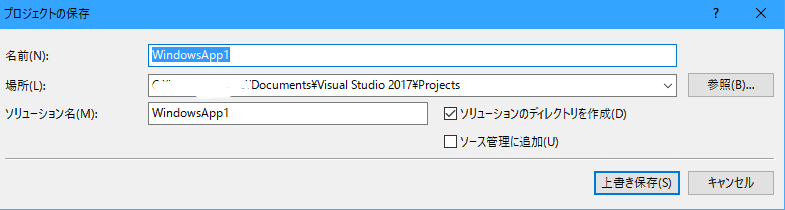 プロジェクトの保存
名前(N): WindowsApp1
場所(L): ¥Documents¥Visual Studio 2017¥Projects 参照(B)...
ソリューション名(M): WindowsApp1 ソリューションのディレクトリを作成(D)
ソース管理に追加(U)
上書き保存(S) キャンセル